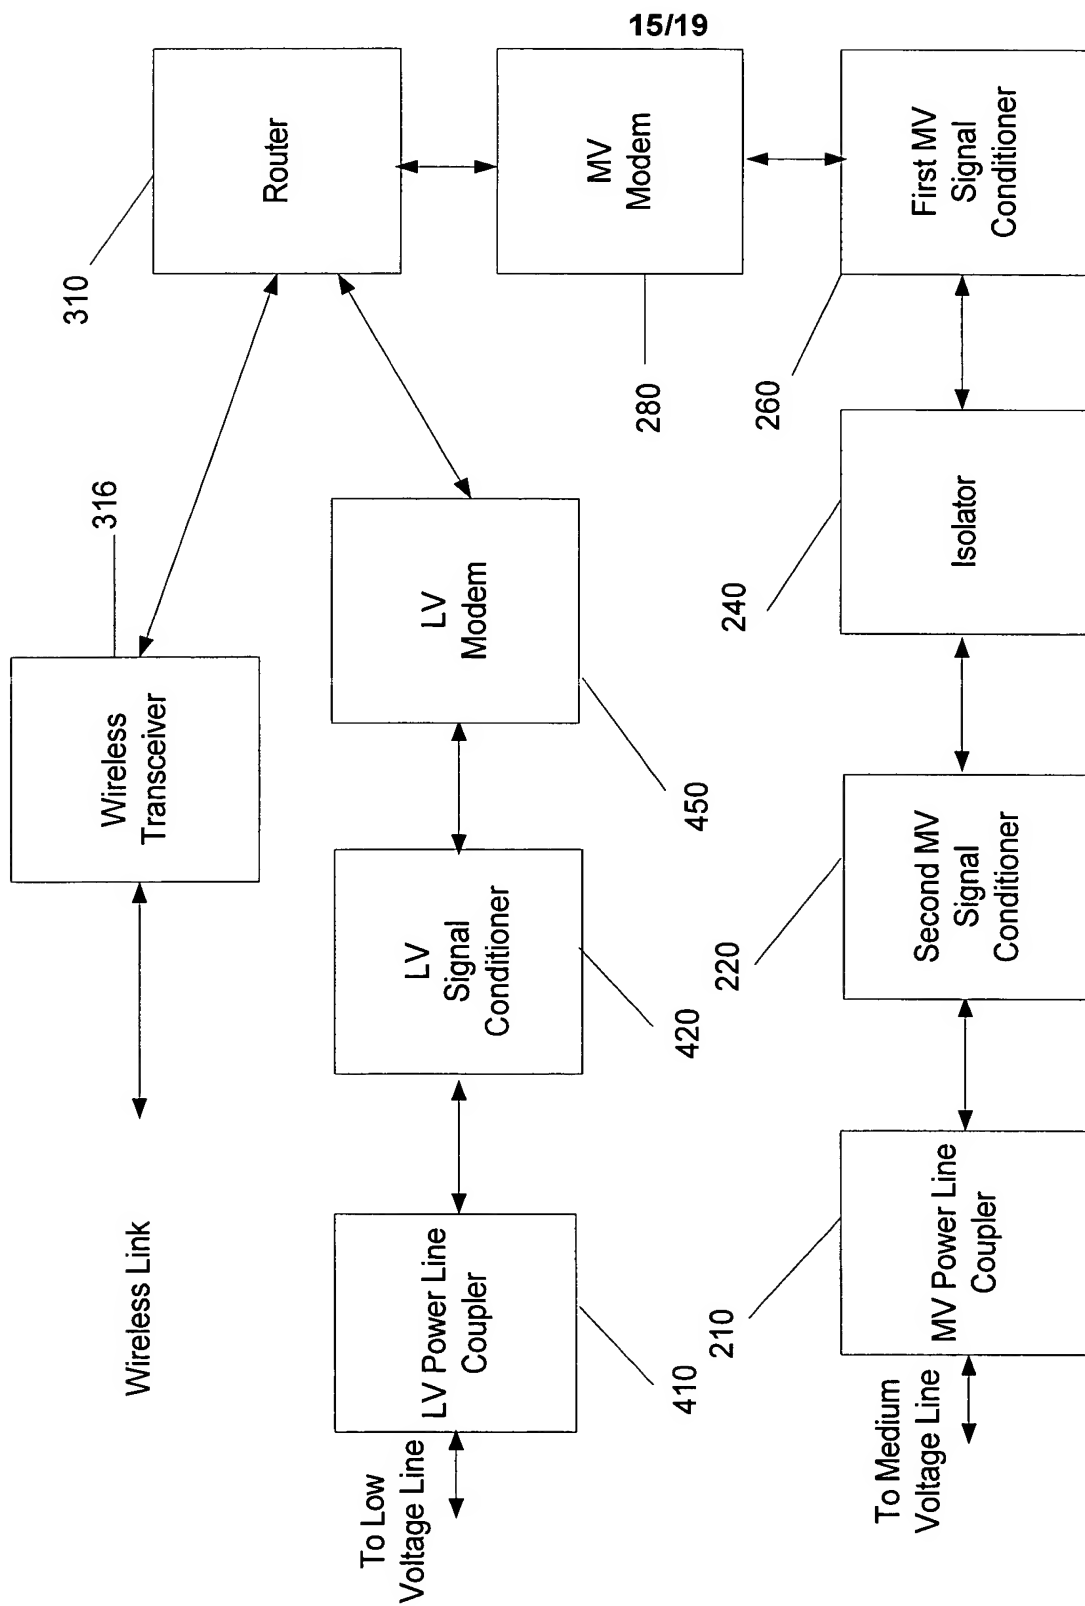 15/19
Router
310
MV
Modem
280
First MV
Signal
Conditioner
260
Wireless
Transceiver
316
LV
Modem
450
Isolator
240
LV
Signal
Conditioner
420
Second MV
Signal
Conditioner
220
Wireless Link
LV Power Line
Coupler
410
MV Power Line
Coupler
210
To Low
Voltage Line
To Medium
Voltage Line